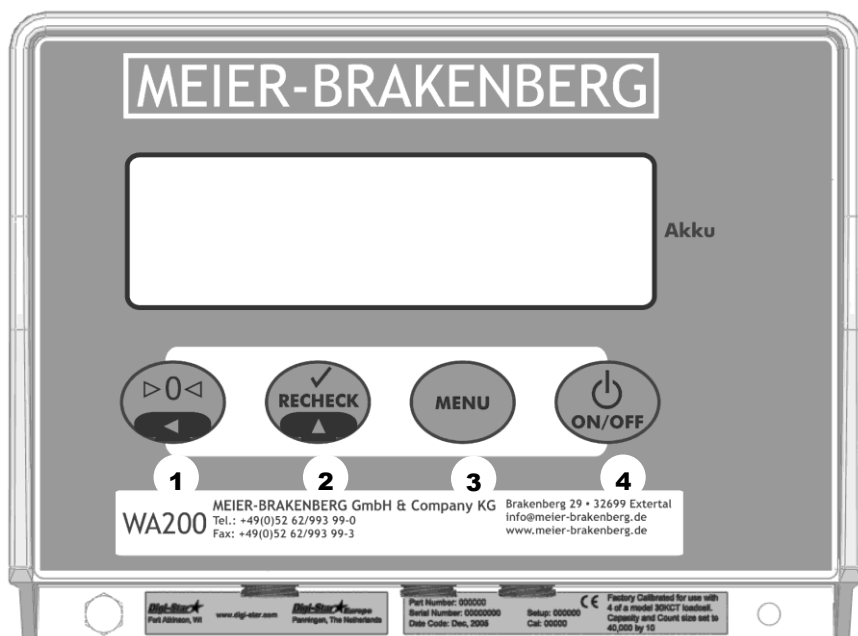 MEIER-BRAKENBERG
Akku
▷0◁
✓
RECHECK
MENU
ON/OFF
◀
▲
1
2
3
4
WA200
MEIER-BRAKENBERG GmbH & Company KG
Tel.: +49(0)52 62/993 99-0
Fax: +49(0)52 62/993 99-3
Brakenberg 29 • 32699 Extertal
info@meier-brakenberg.de
www.meier-brakenberg.de
Digi-Star
Fort Atkinson, WI
www.digi-star.com
Digi-Star Europe
Panningen, The Netherlands
Part Number: 000000
Serial Number: 00000000
Date Code: Dec, 2005
Setup: 000000
Cal: 00000
CE
Factory Calibrated for use with
4 of a model 30KCT loadcell.
Capacity and Count size set to
40,000 by 10